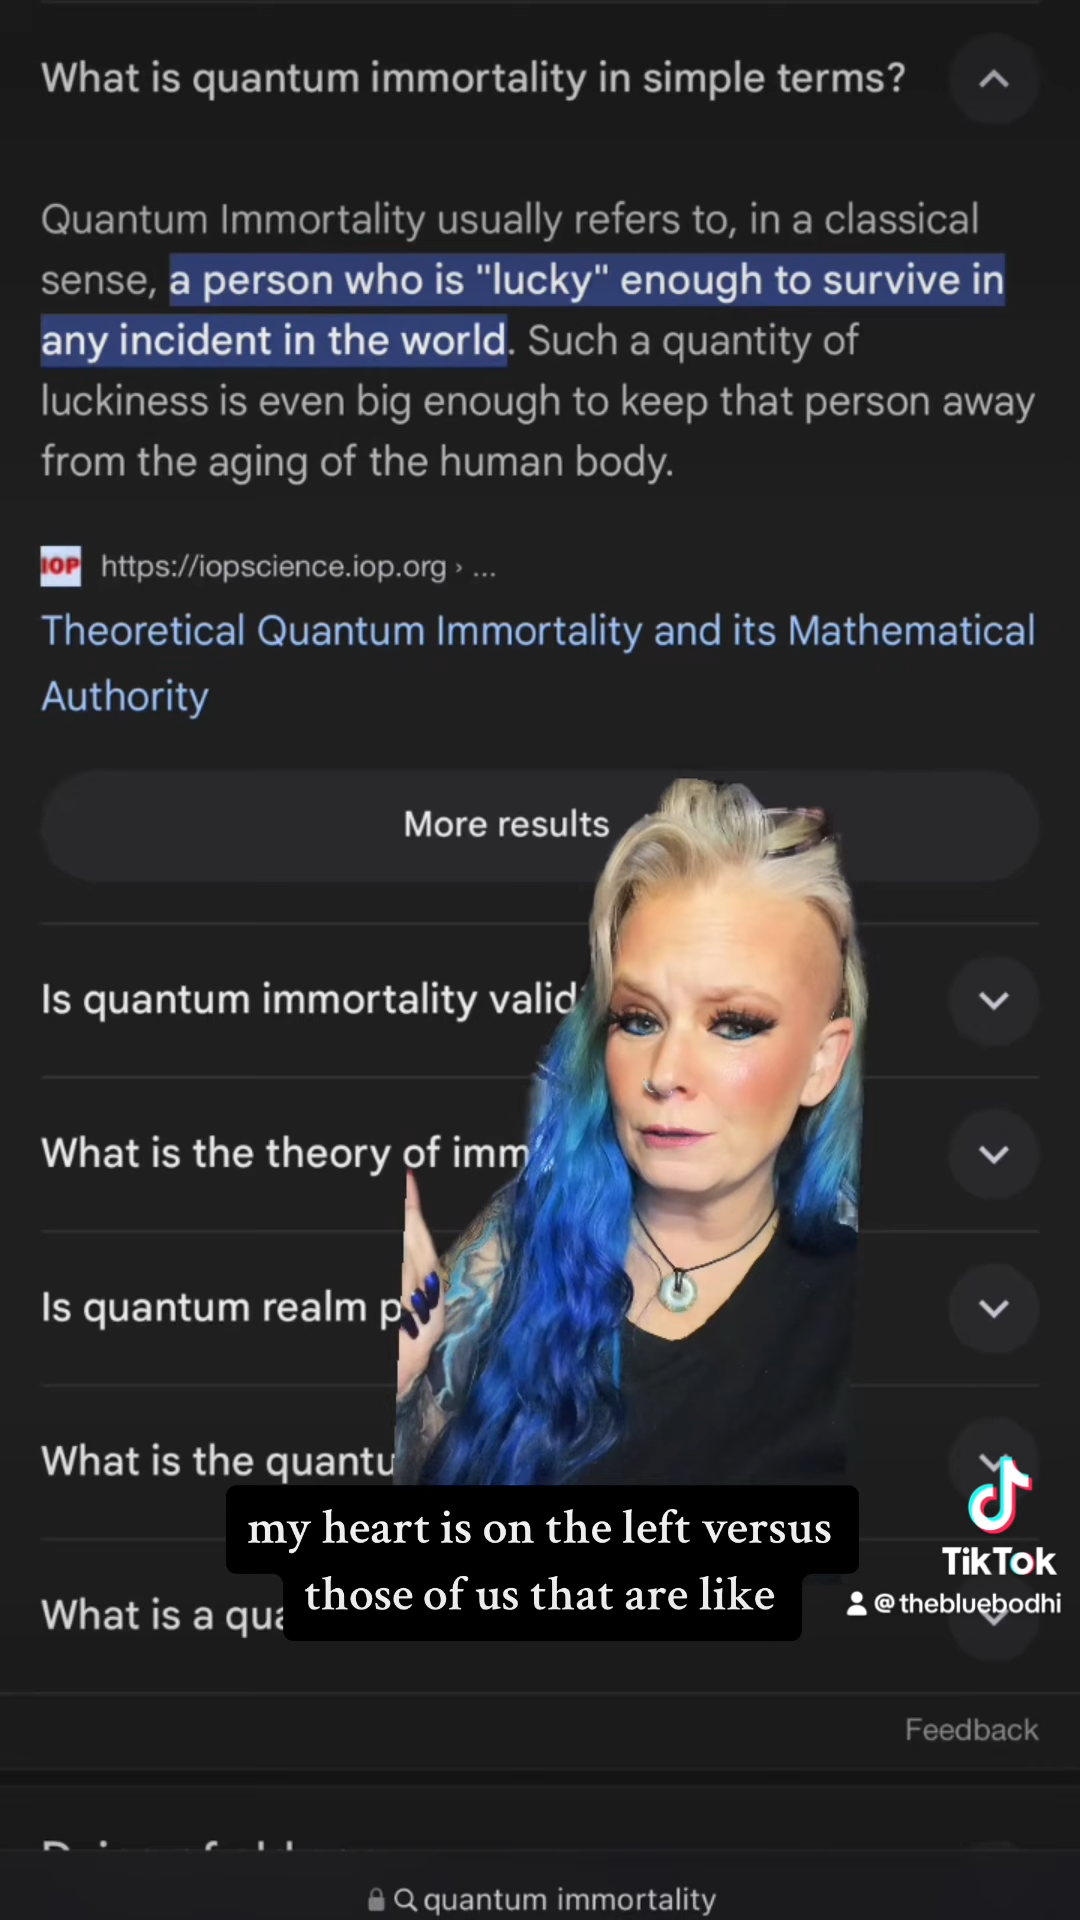 What is quantum immortality in simple terms?
Quantum Immortality usually refers to, in a classical
sense, a person who is "lucky" enough to survive in
any incident in the world. Such a quantity of
luckiness is even big enough to keep that person away
from the aging of the human body.
IOP https://iopscience.iop.org › ...
Theoretical Quantum Immortality and its Mathematical
Authority
More results
Is quantum immortality valid
What is the theory of imm
Is quantum realm p
What is the quantu
my heart is on the left versus
those of us that are like
TikTok
@thebluebodhi
What is a qua
Feedback
quantum immortality